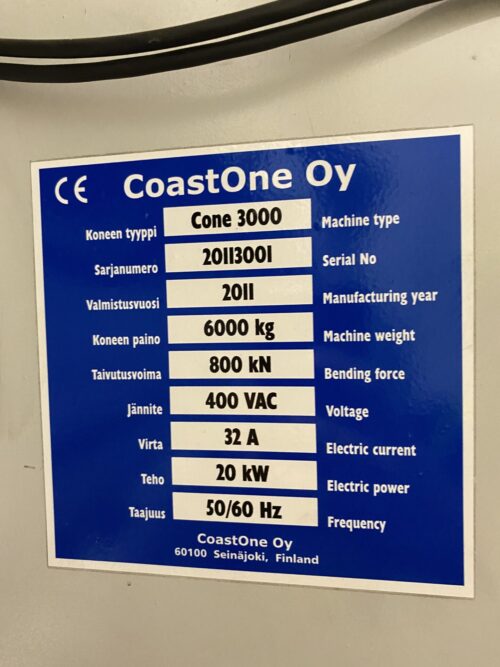 CE CoastOne Oy
Koneen tyyppi Cone 3000 Machine type
Sarjanumero 20113001 Serial No
Valmistusvuosi 2011 Manufacturing year
Koneen paino 6000 kg Machine weight
Taivutusvoima 800 kN Bending force
Jännite 400 VAC Voltage
Virta 32 A Electric current
Teho 20 kW Electric power
Taajuus 50/60 Hz Frequency
CoastOne Oy
60100 Seinäjoki, Finland